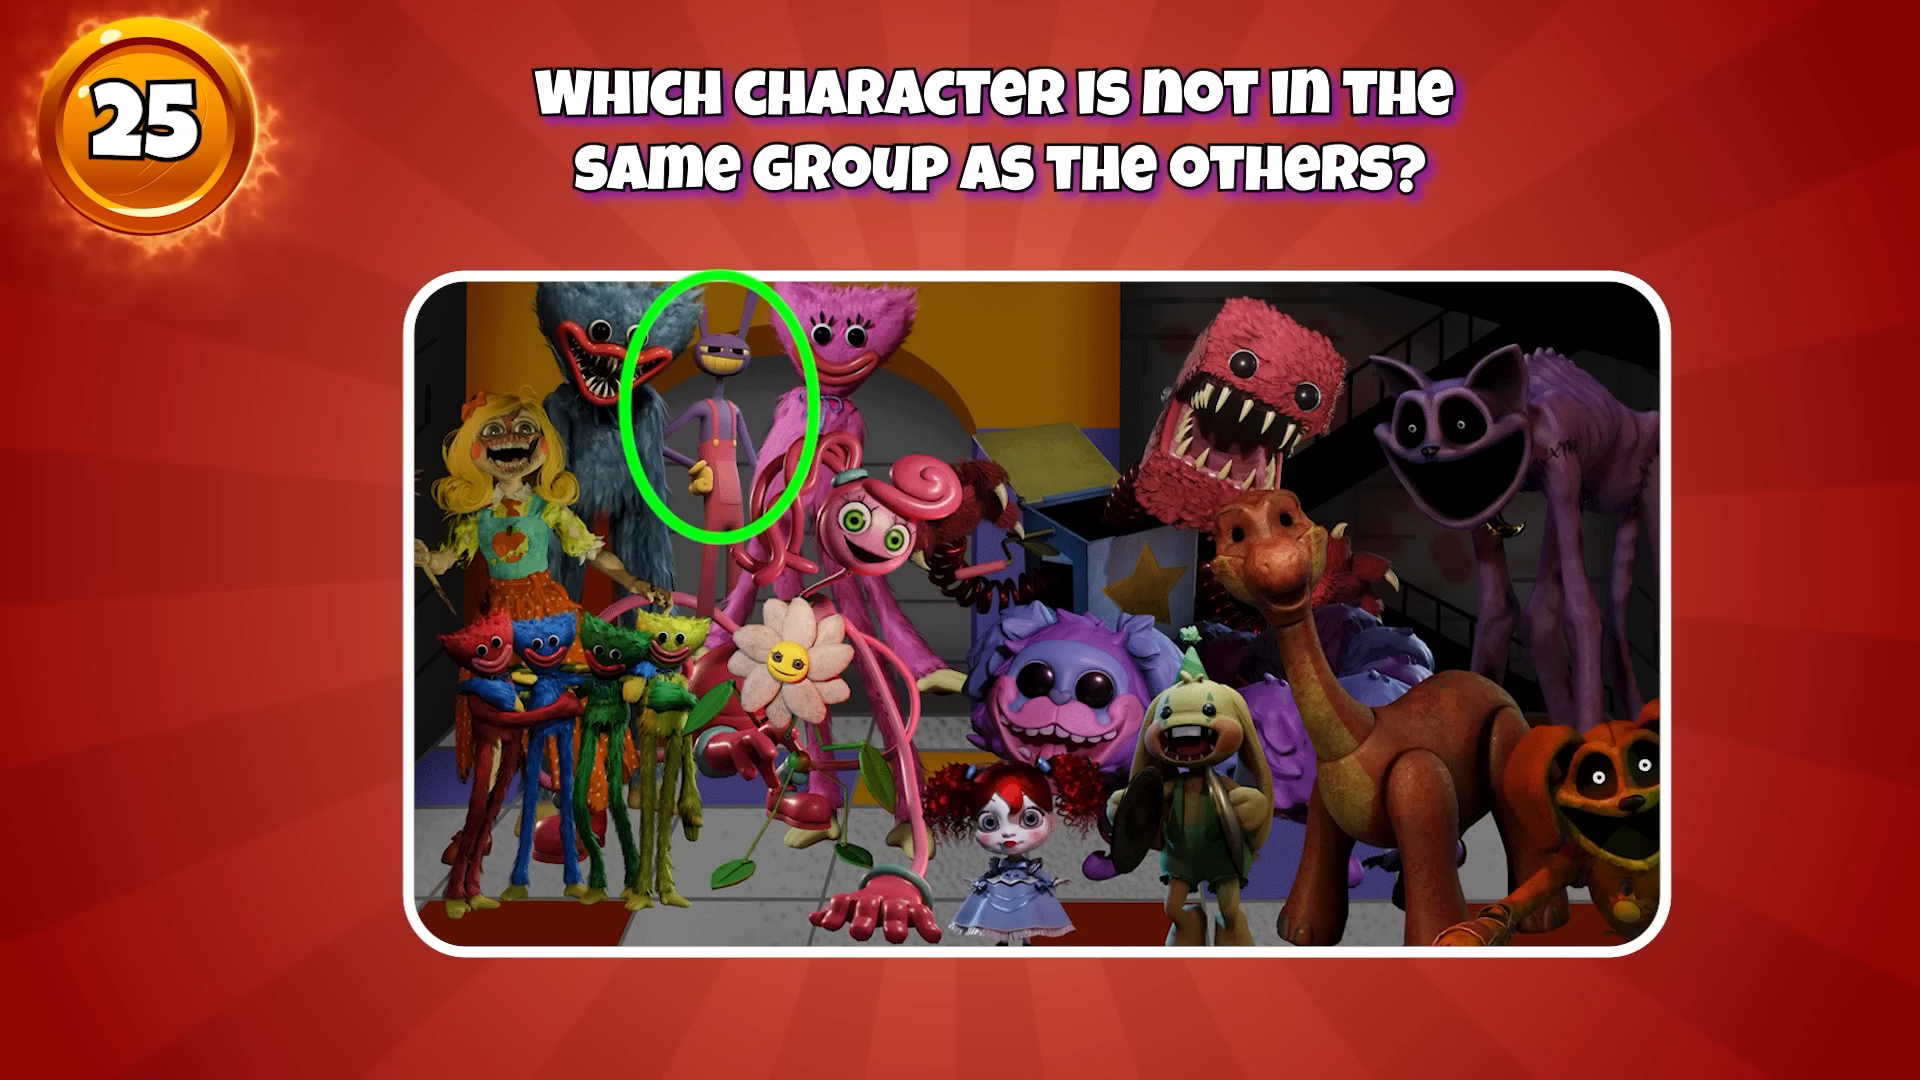 25
WHICH CHARACTER IS NOT IN THE
SAME GROUP AS THE OTHERS?